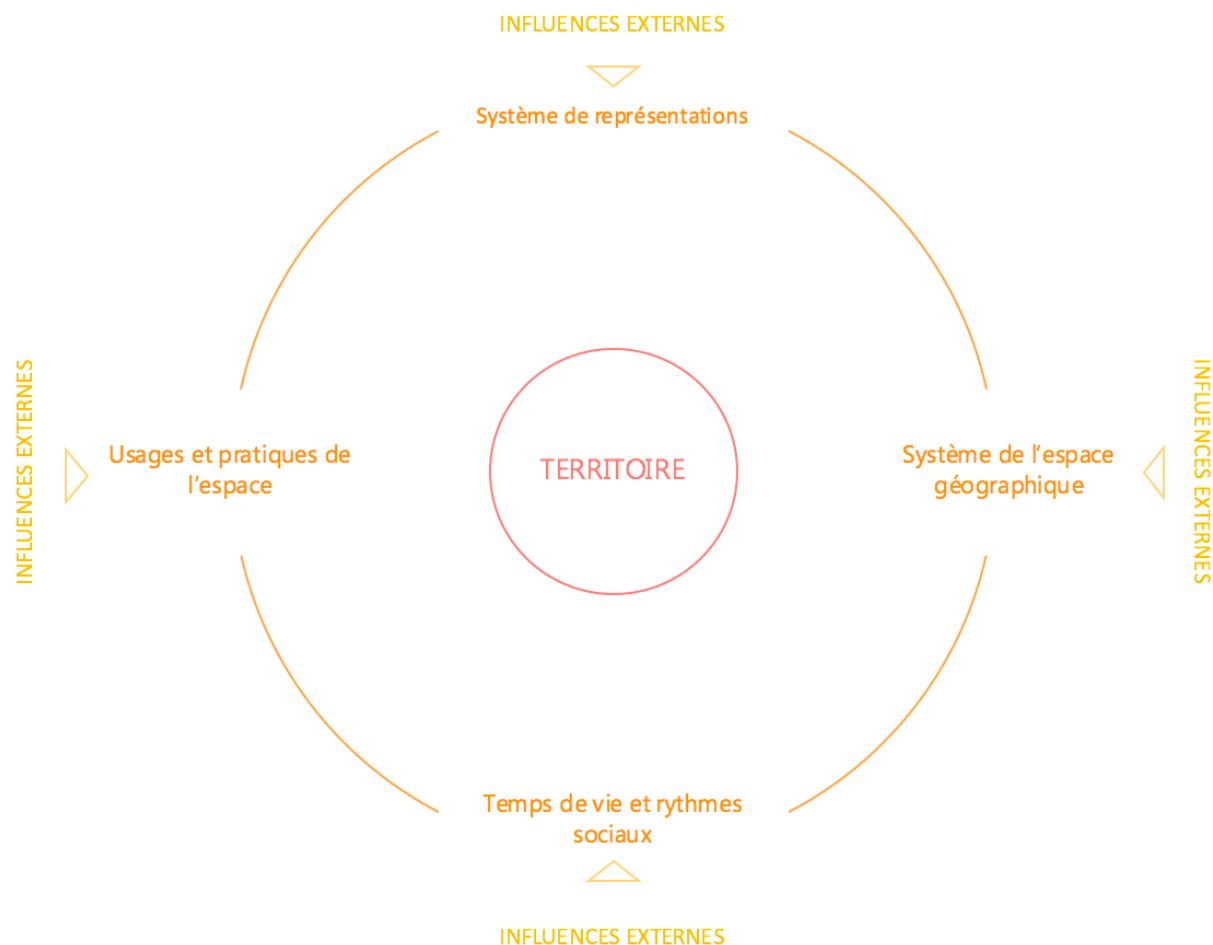 INFLUENCES EXTERNES
Système de représentations
INFLUENCES EXTERNES
Usages et pratiques de
l'espace
TERRITOIRE
Système de l'espace
géographique
INFLUENCES EXTERNES
Temps de vie et rythmes
sociaux
INFLUENCES EXTERNES